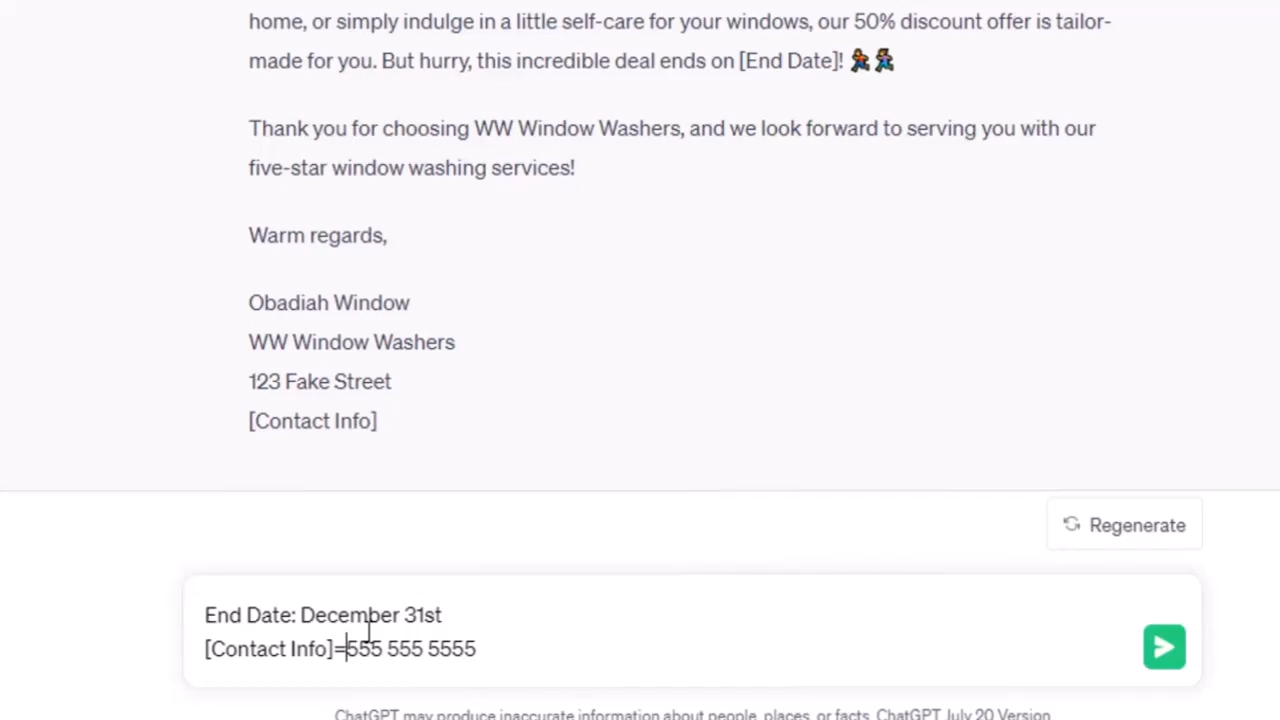 home, or simply indulge in a little self-care for your windows, our 50% discount offer is tailor-
made for you. But hurry, this incredible deal ends on [End Date]! 🏃🏃
Thank you for choosing WW Window Washers, and we look forward to serving you with our
five-star window washing services!
Warm regards,
Obadiah Window
WW Window Washers
123 Fake Street
[Contact Info]
Regenerate
End Date: December 31st
[Contact Info]=555 555 5555
ChatGPT may produce inaccurate information about people, places, or facts. ChatGPT July 20 Version